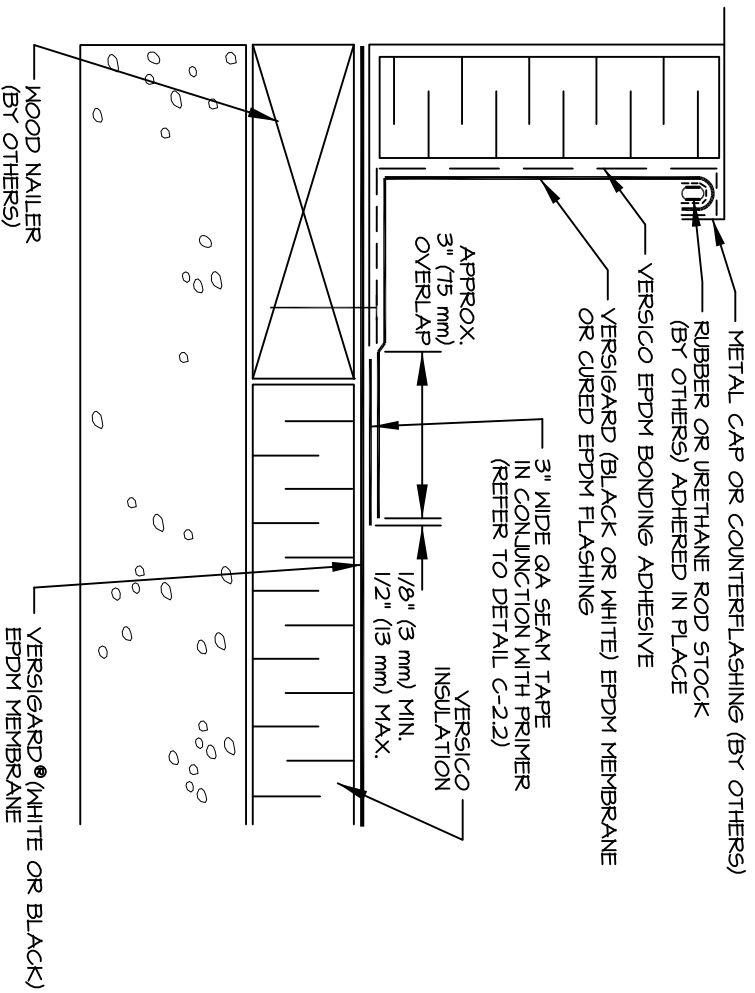 METAL CAP OR COUNTERFLASHING (BY OTHERS)
RUBBER OR URETHANE ROD STOCK
(BY OTHERS) ADHERED IN PLACE
VERSICO EPDM BONDING ADHESIVE
VERSIGARD (BLACK OR WHITE) EPDM MEMBRANE
OR CURED EPDM FLASHING
3" WIDE QA SEAM TAPE
IN CONJUNCTION WITH PRIMER
(REFER TO DETAIL C-2.2)
APPROX.
3" (75 mm)
OVERLAP
1/8" (3 mm) MIN.
1/2" (13 mm) MAX.
VERSICO
INSULATION
WOOD NAILER
(BY OTHERS)
VERSIGARD® (WHITE OR BLACK)
EPDM MEMBRANE